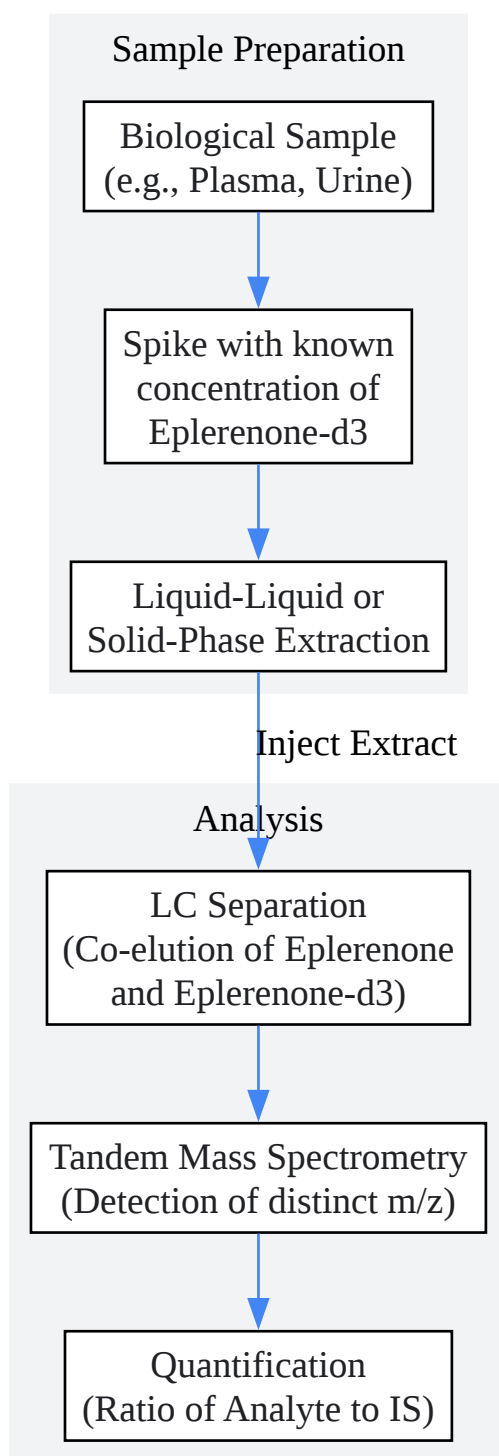 Sample Preparation
Biological Sample
(e.g., Plasma, Urine)
Spike with known
concentration of
Eplerenone-d3
Liquid-Liquid or
Solid-Phase Extraction
Inject Extract
Analysis
LC Separation
(Co-elution of Eplerenone
and Eplerenone-d3)
Tandem Mass Spectrometry
(Detection of distinct m/z)
Quantification
(Ratio of Analyte to IS)